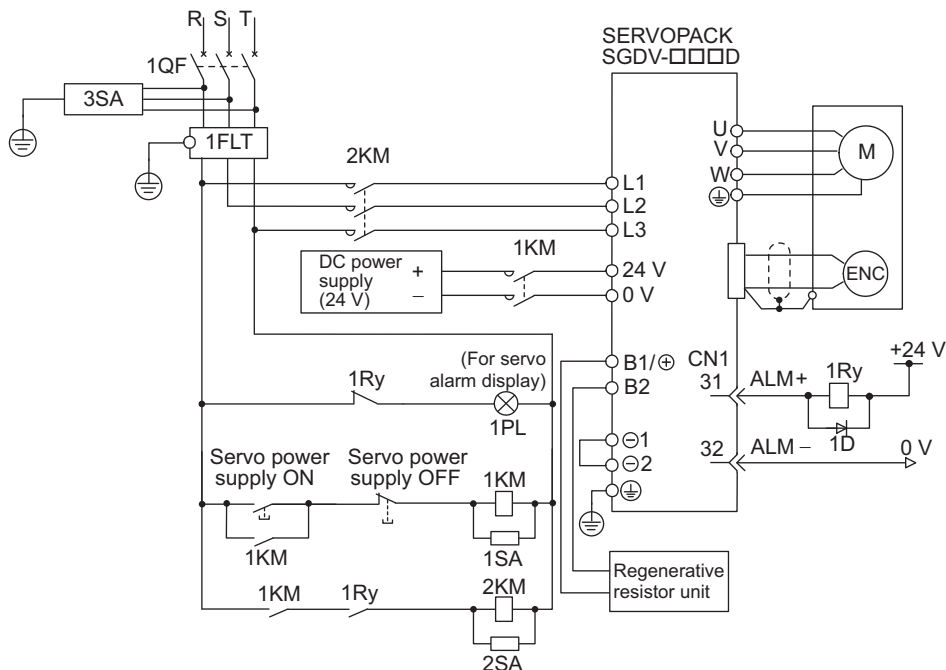 R S T
SERVOPACK
SGDV-□□□D
1QF
3SA
1FLT
2KM
U
V
W
M
L1
L2
L3
1KM
DC power
supply
(24 V)
+
−
24 V
0 V
ENC
B1/⊕
B2
CN1
+24 V
31
ALM+
1Ry
1D
32
ALM−
0 V
⊖1
⊖2
1Ry
(For servo
alarm display)
1PL
Servo power
supply ON
Servo power
supply OFF
1KM
1KM
1SA
1KM
1Ry
2KM
2SA
Regenerative
resistor unit